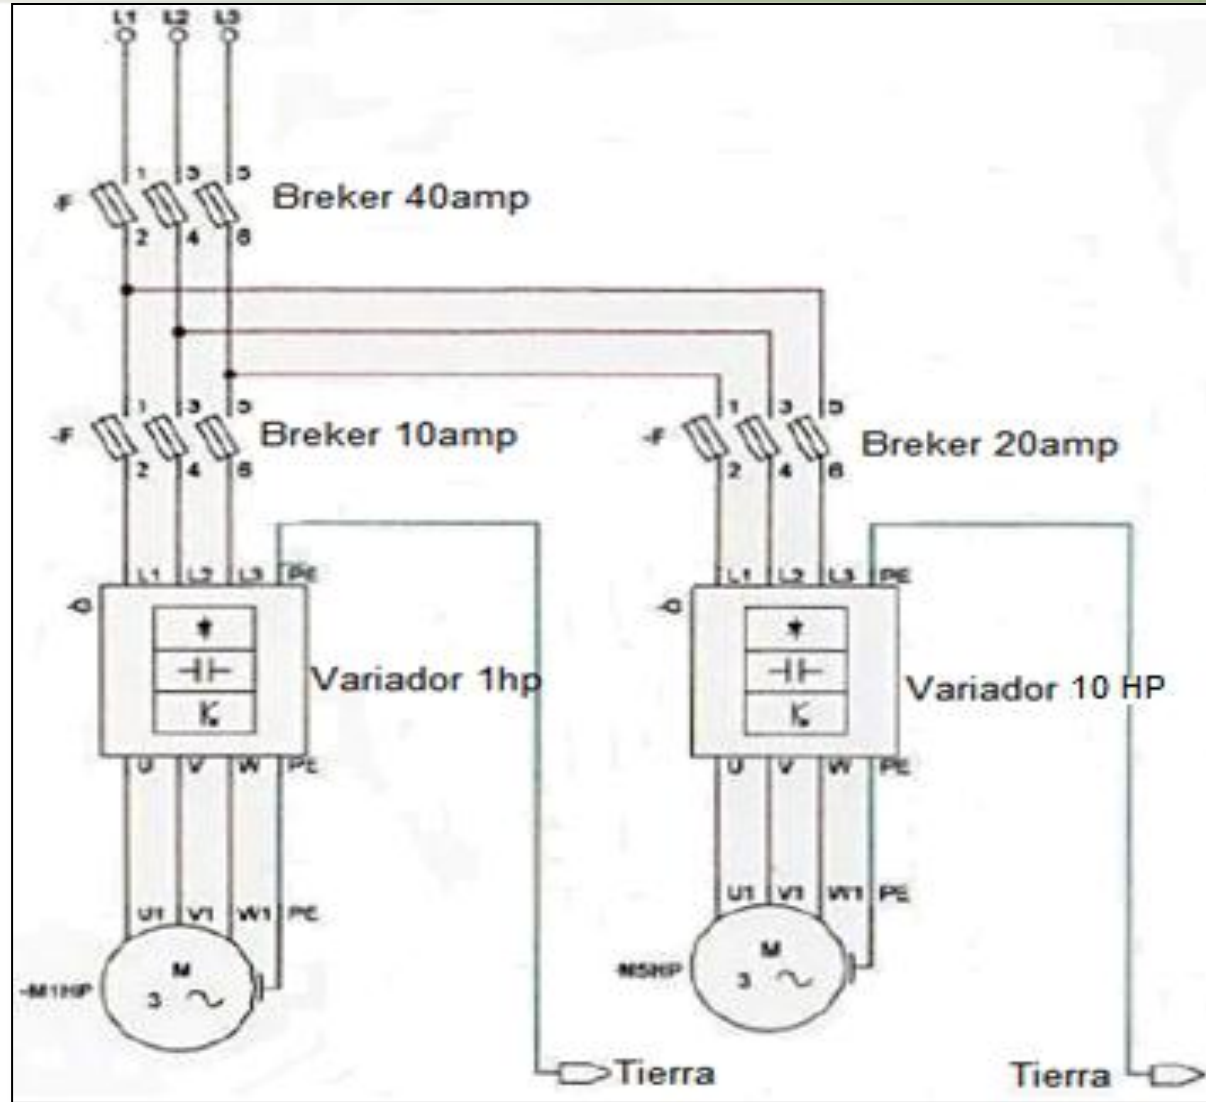 L1 L2 L3
1 3 5
-F
Breker 40amp
2 4 6
1 3 5
-F
Breker 10amp
2 4 6
1 3 5
-F
Breker 20amp
2 4 6
L1 L2 L3 PE
L1 L2 L3 PE
Variador 1hp
Variador 10 HP
U V W PE
U V W PE
U1 V1 W1 PE
U1 V1 W1 PE
M
3
-M1HP
M
3
-M5HP
Tierra
Tierra